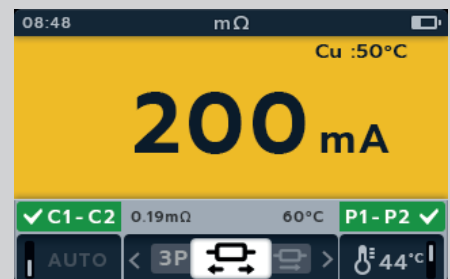 08:48 mΩ
Cu :50°C
200 mA
C1-C2 0.19mΩ 60°C P1-P2
AUTO < 3P > 44°C